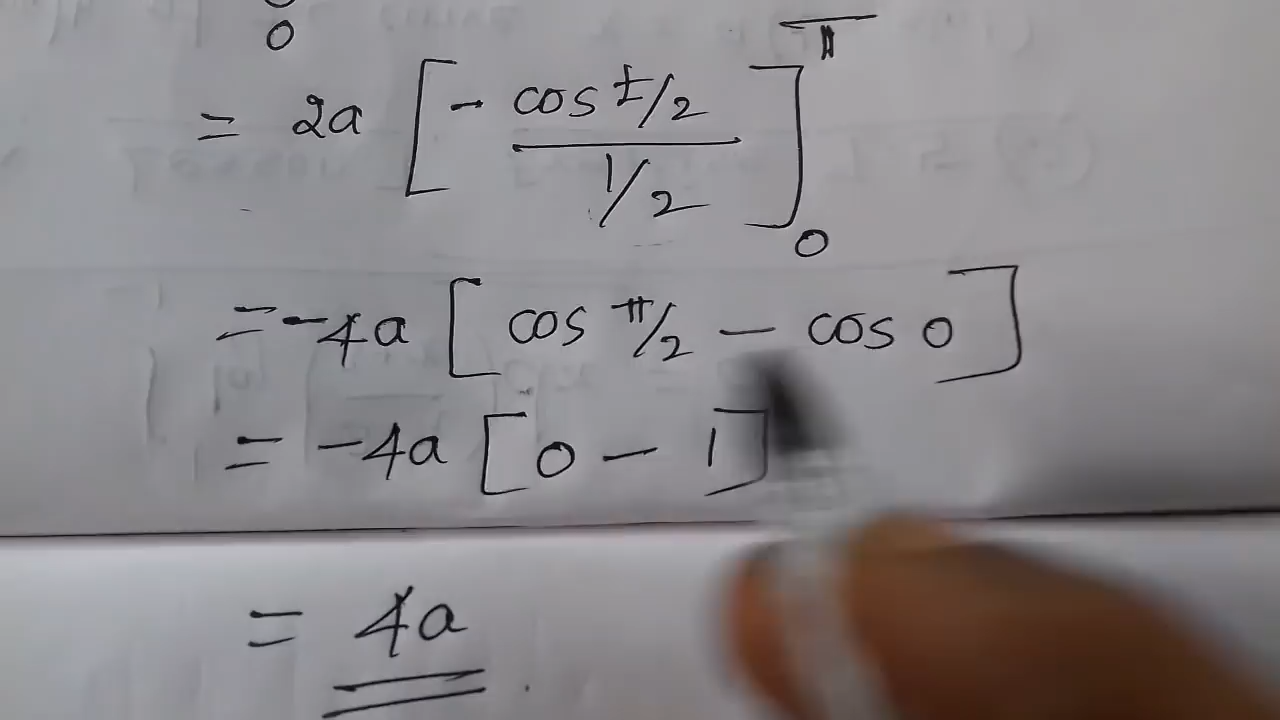 0
= 2a [ - cos t/2 / 1/2 ]₀^π
= -4a [ cos π/2 - cos 0 ]
= -4a [ 0 - 1 ]
= 4a